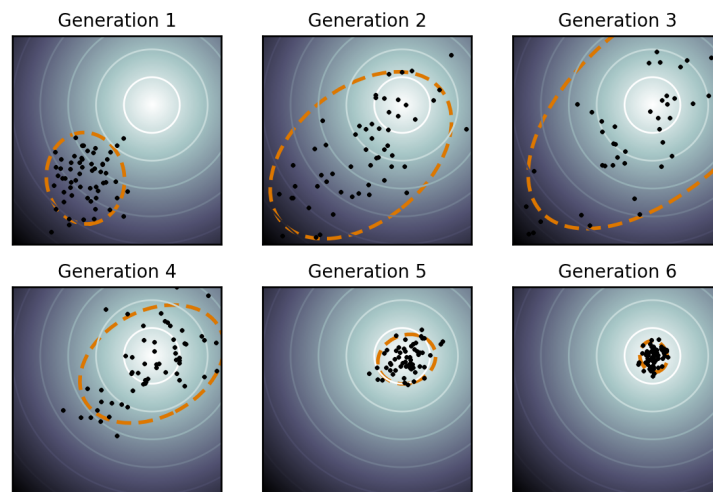 Generation 1
Generation 2
Generation 3
Generation 4
Generation 5
Generation 6